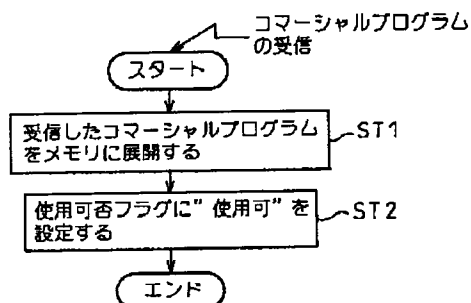 コマーシャルプログラム
の受信
スタート
受信したコマーシャルプログラム
をメモリに展開する
ST1
使用可否フラグに"使用可"を
設定する
ST2
エンド